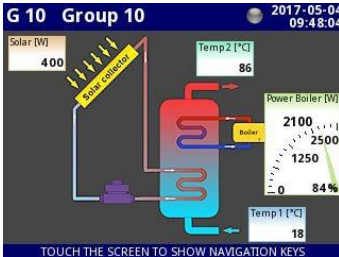 G 10 Group 10
2017-05-04
09:48:04
Solar [W]
400
Solar collector
Temp2 [°C]
86
Power Boiler [W]
2100
2500
1250
0
84%
Boiler
Temp1 [°C]
18
TOUCH THE SCREEN TO SHOW NAVIGATION KEYS